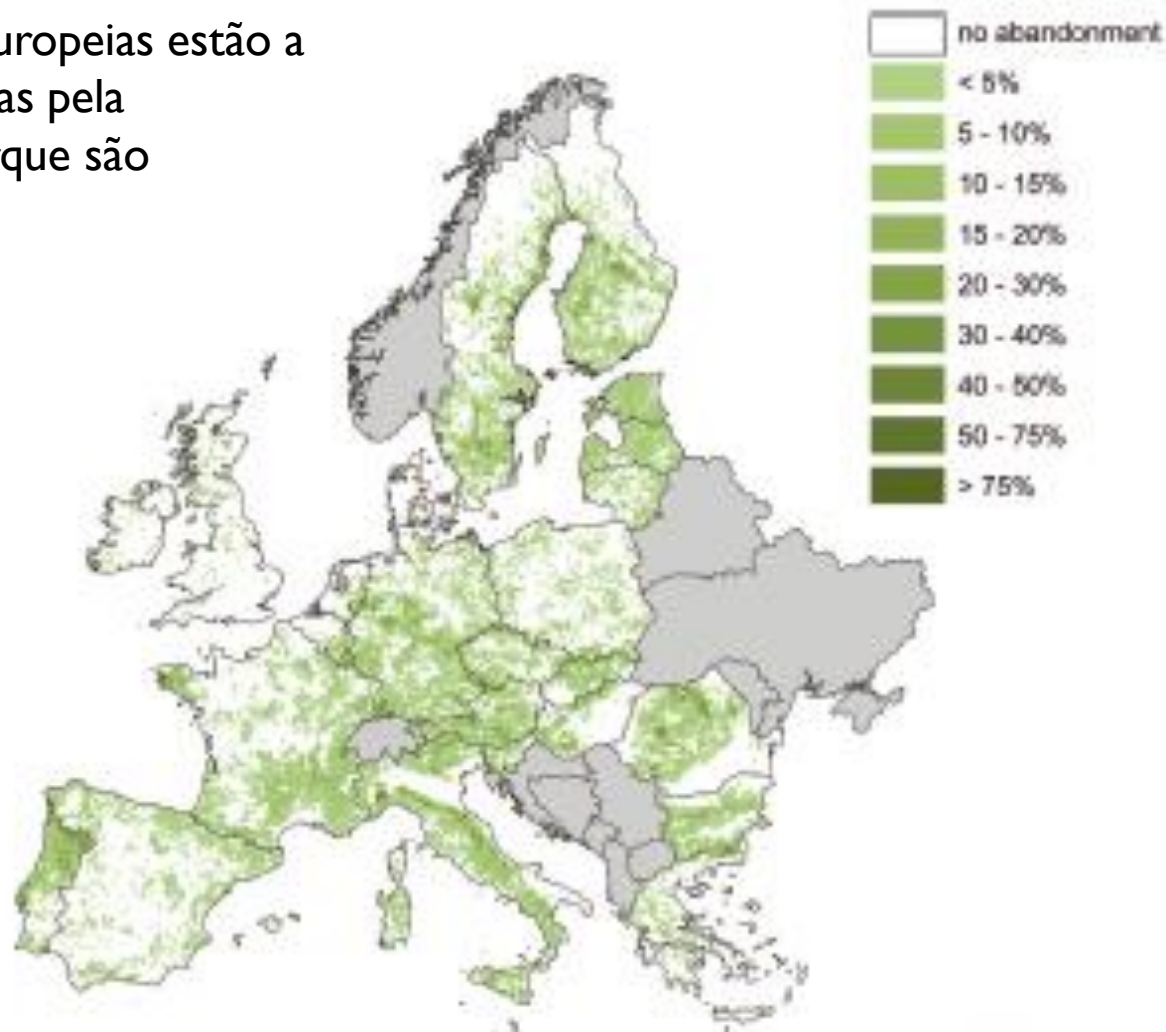 uropeias estão a
as pela
que são
no abandonment
< 5%
5 - 10%
10 - 15%
15 - 20%
20 - 30%
30 - 40%
40 - 50%
50 - 75%
> 75%